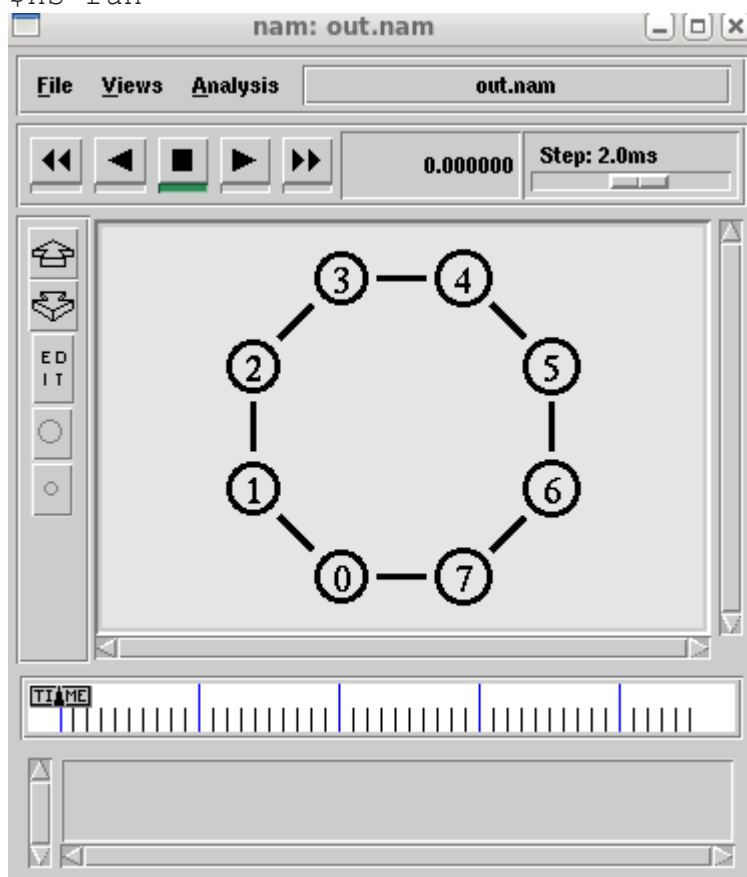 $ns run
nam: out.nam
File Views Analysis out.nam
0.000000 Step: 2.0ms
3 4
2 5
ED
IT
1 6
0 7
TIME